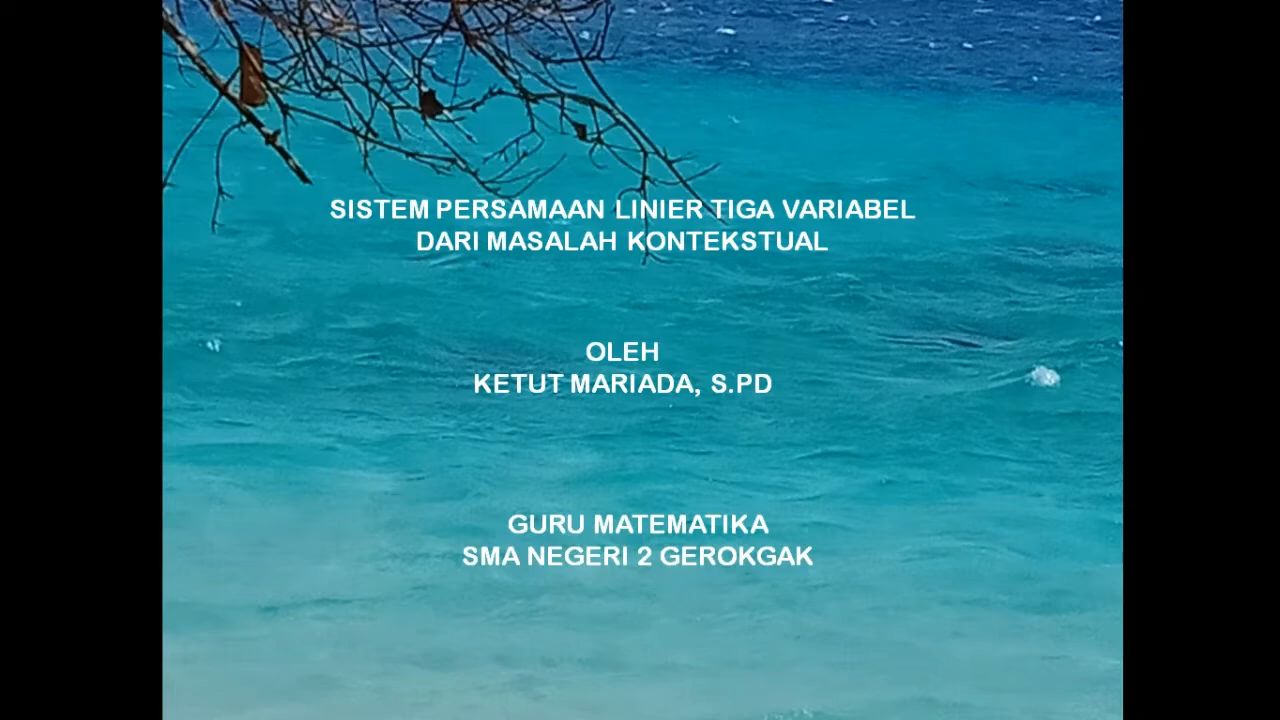 SISTEM PERSAMAAN LINIER TIGA VARIABEL
DARI MASALAH KONTEKSTUAL
OLEH
KETUT MARIADA, S.PD
GURU MATEMATIKA
SMA NEGERI 2 GEROKGAK